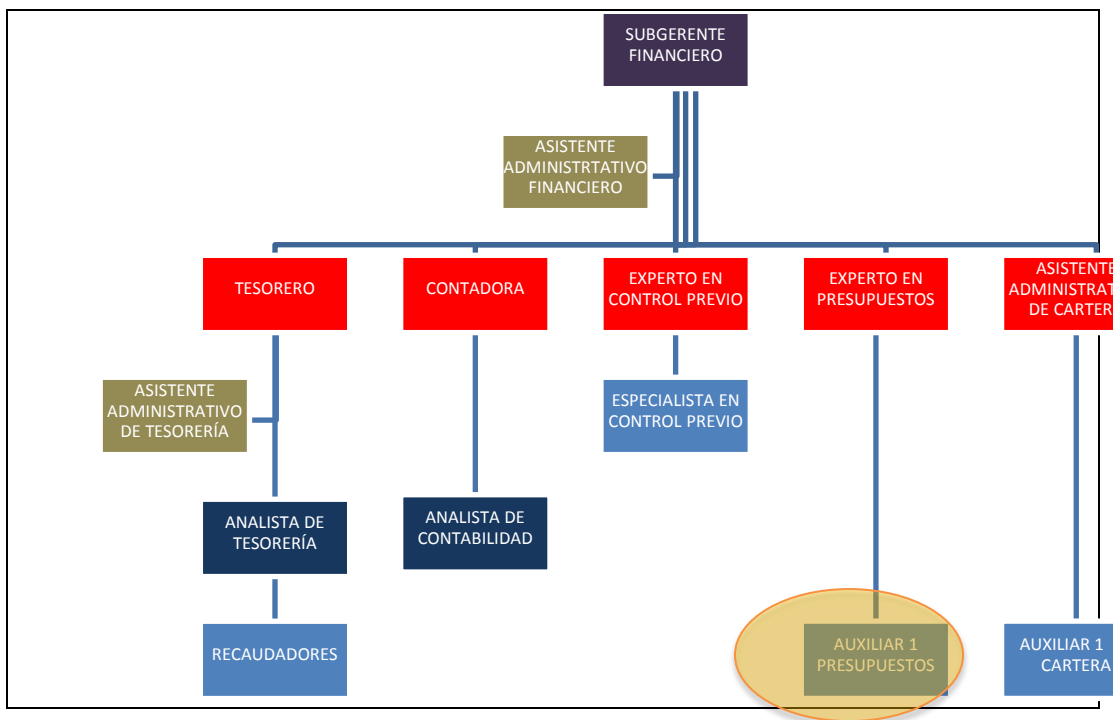 SUBGERENTE
FINANCIERO
ASISTENTE
ADMINISTRTATIVO
FINANCIERO
TESORERO
CONTADORA
EXPERTO EN
CONTROL PREVIO
EXPERTO EN
PRESUPUESTOS
ASISTENTE
ADMINISTRATI
DE CARTER
ASISTENTE
ADMINISTRATIVO
DE TESORERÍA
ESPECIALISTA EN
CONTROL PREVIO
ANALISTA DE
TESORERÍA
ANALISTA DE
CONTABILIDAD
RECAUDADORES
AUXILIAR 1
PRESUPUESTOS
AUXILIAR 1
CARTERA